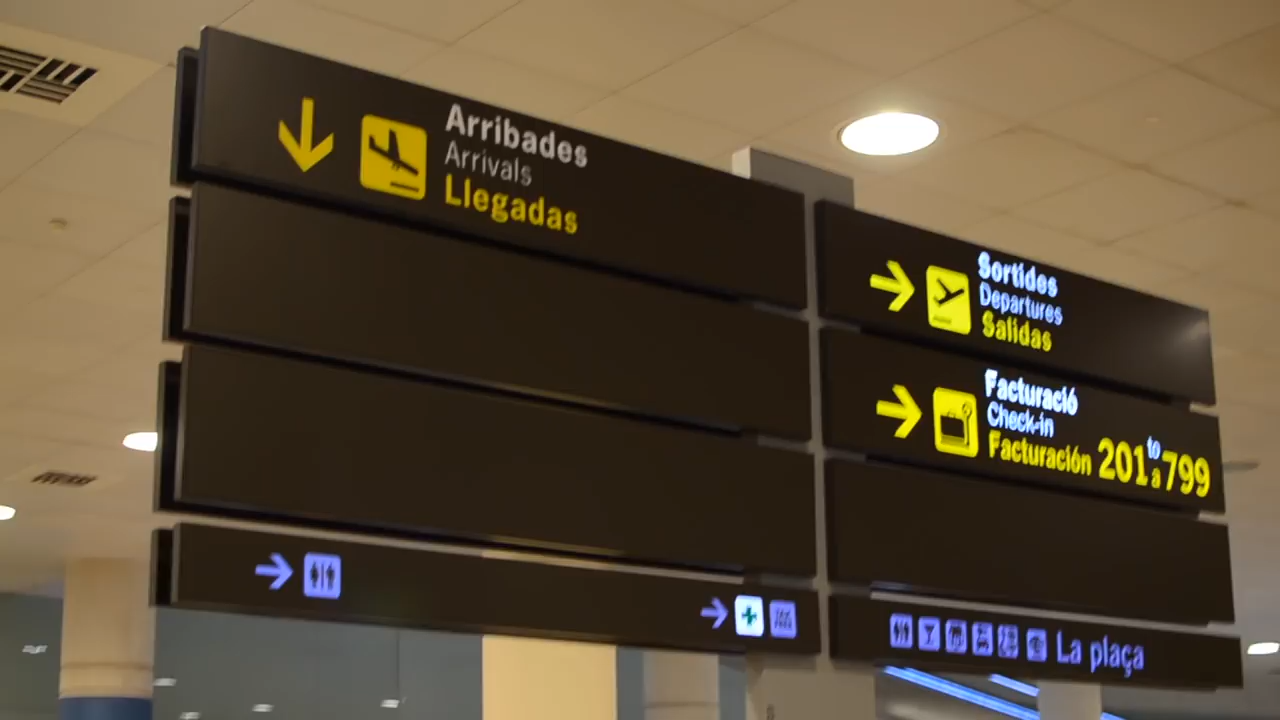 Arribades
Arrivals
Llegadas
Sortides
Departures
Salidas
Facturació
Check-in
Facturación 201 to a 799
La plaça